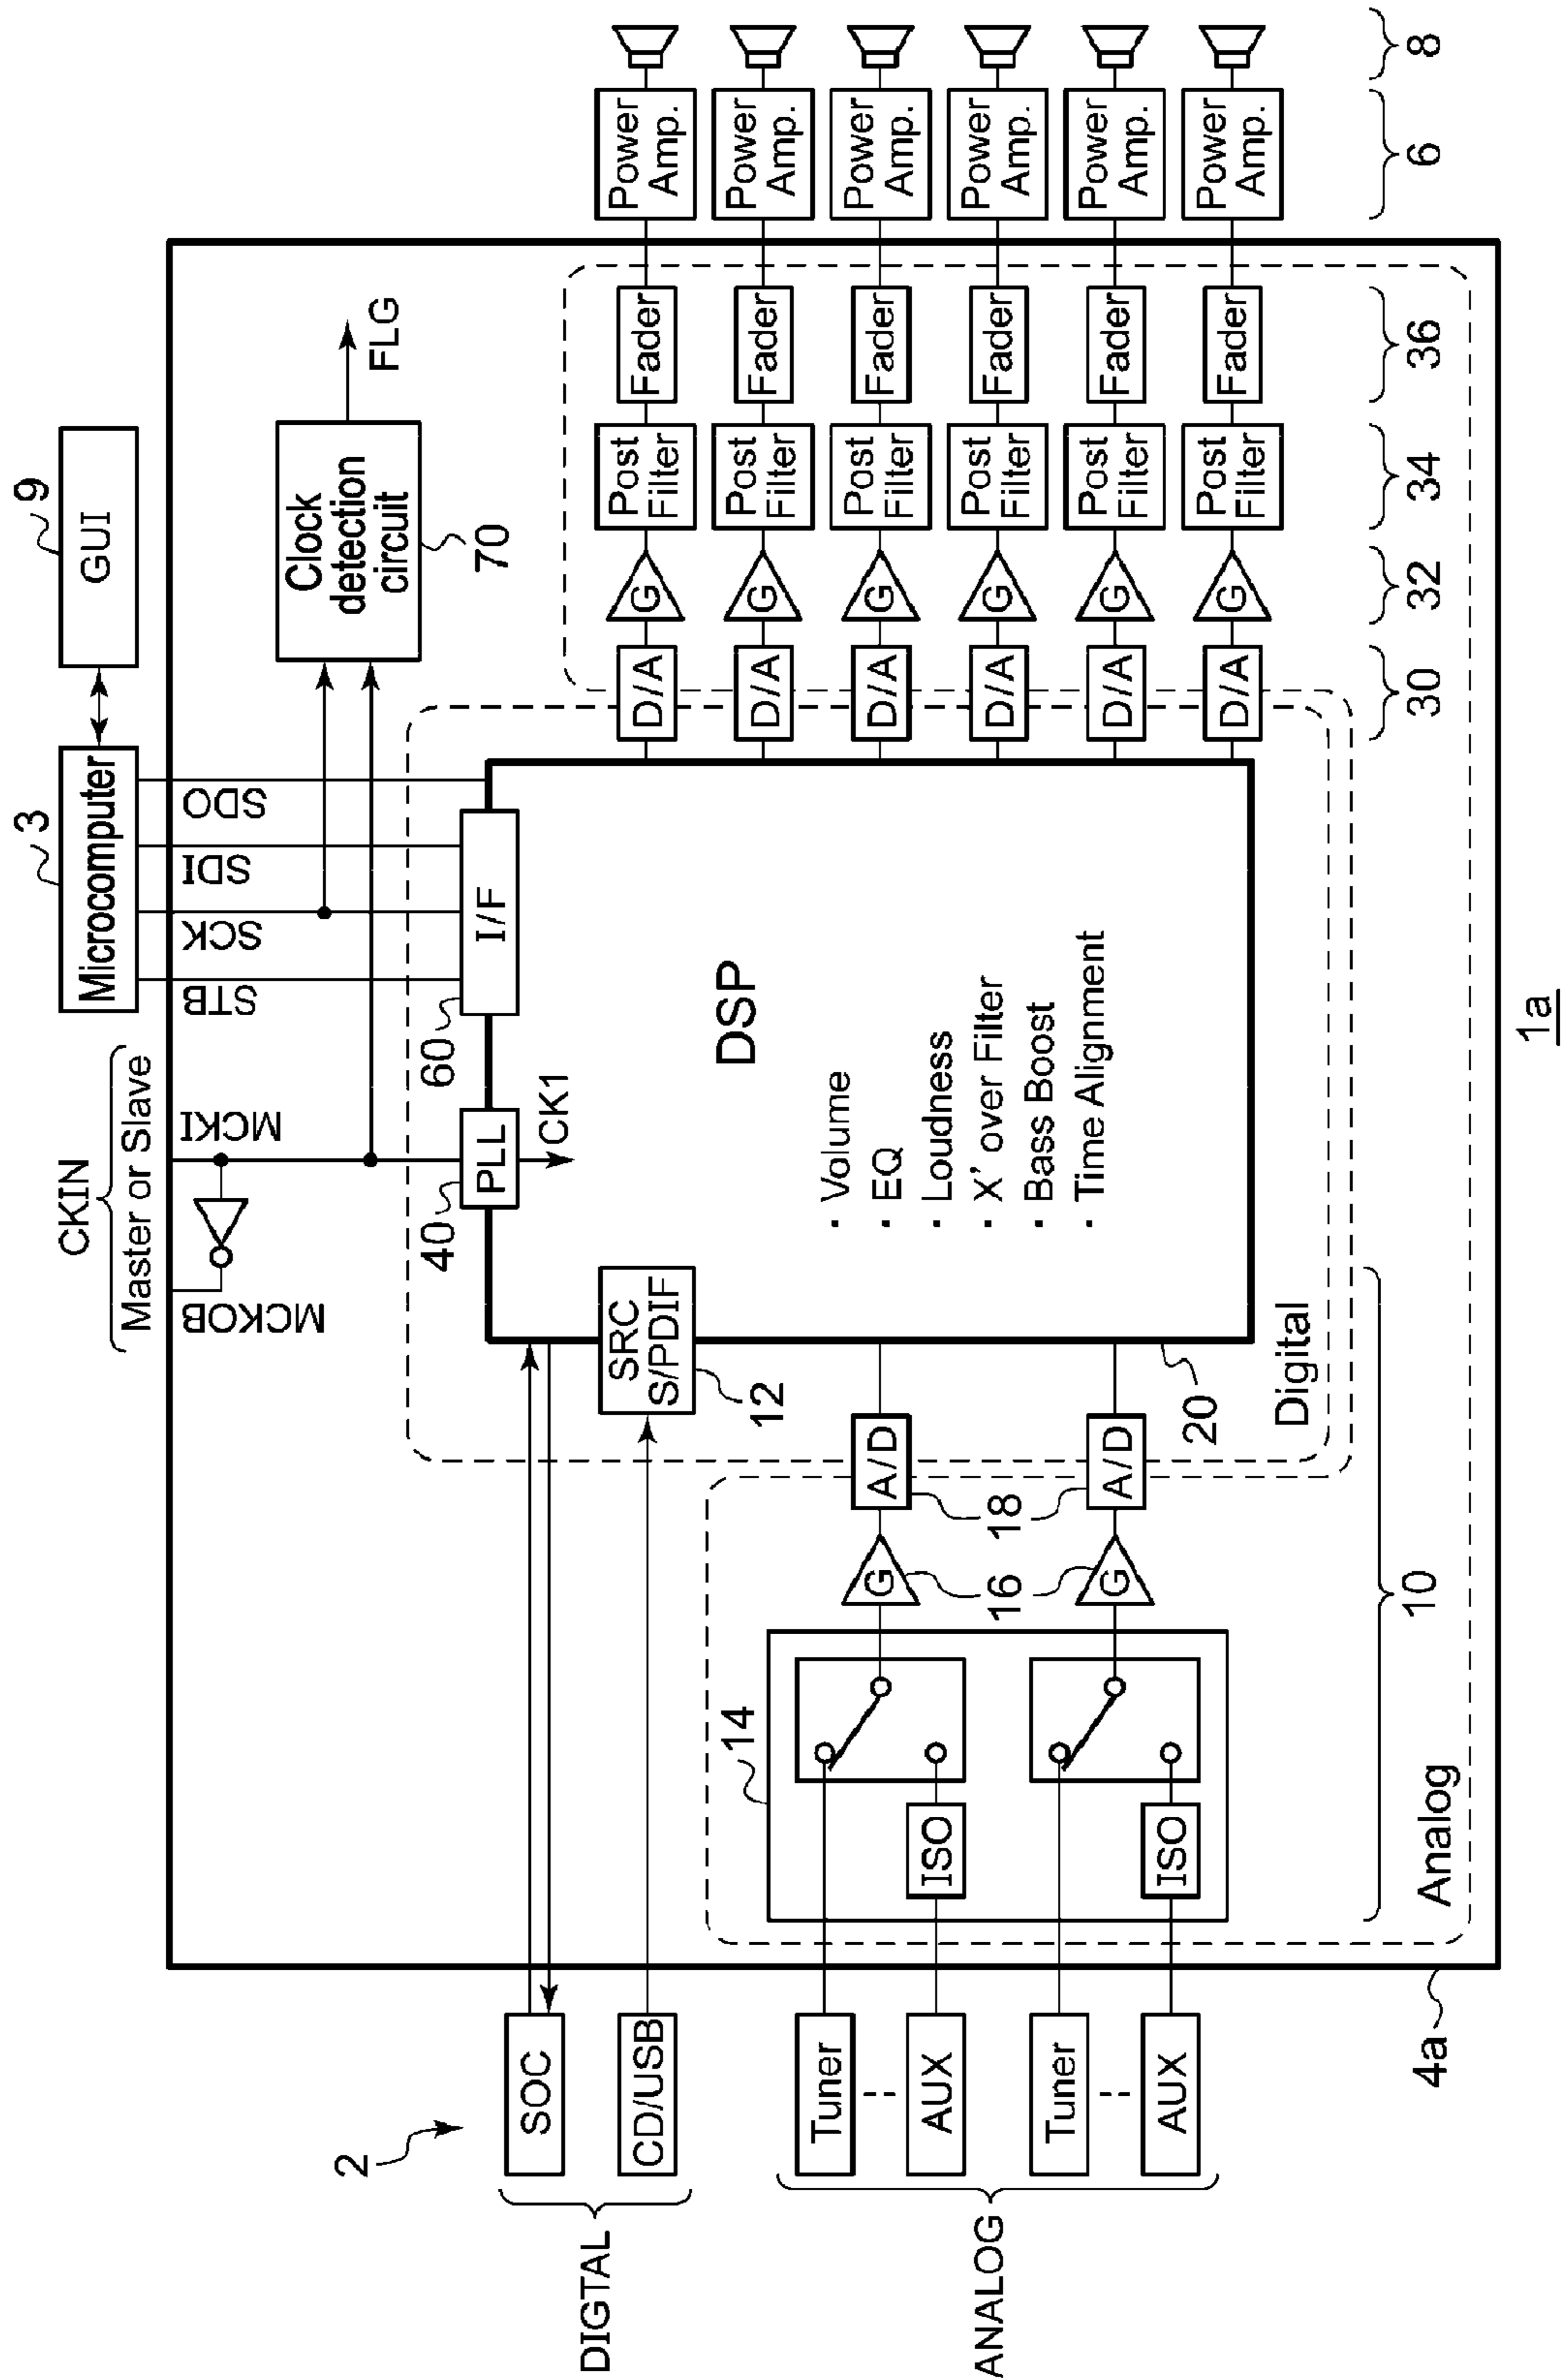 1a
2
DIGTAL
SOC
CD/USB
ANALOG
Tuner
AUX
Tuner
AUX
4a
CKIN
Master or Slave
MCKOB
MCKI
3
Microcomputer
STB
SCK
SDI
SDO
9
GUI
Clock
detection
circuit
70
FLG
40
PLL
CK1
60
I/F
SRC
S/PDIF
12
DSP
· Volume
· EQ
· Loudness
· X' over Filter
· Bass Boost
· Time Alignment
20
Digital
14
ISO
ISO
G
G
16
A/D
A/D
18
10
Analog
D/A
G
Post
Filter
Fader
Power
Amp.
D/A
G
Post
Filter
Fader
Power
Amp.
D/A
G
Post
Filter
Fader
Power
Amp.
D/A
G
Post
Filter
Fader
Power
Amp.
D/A
G
Post
Filter
Fader
Power
Amp.
D/A
G
Post
Filter
Fader
Power
Amp.
30
32
34
36
6
8